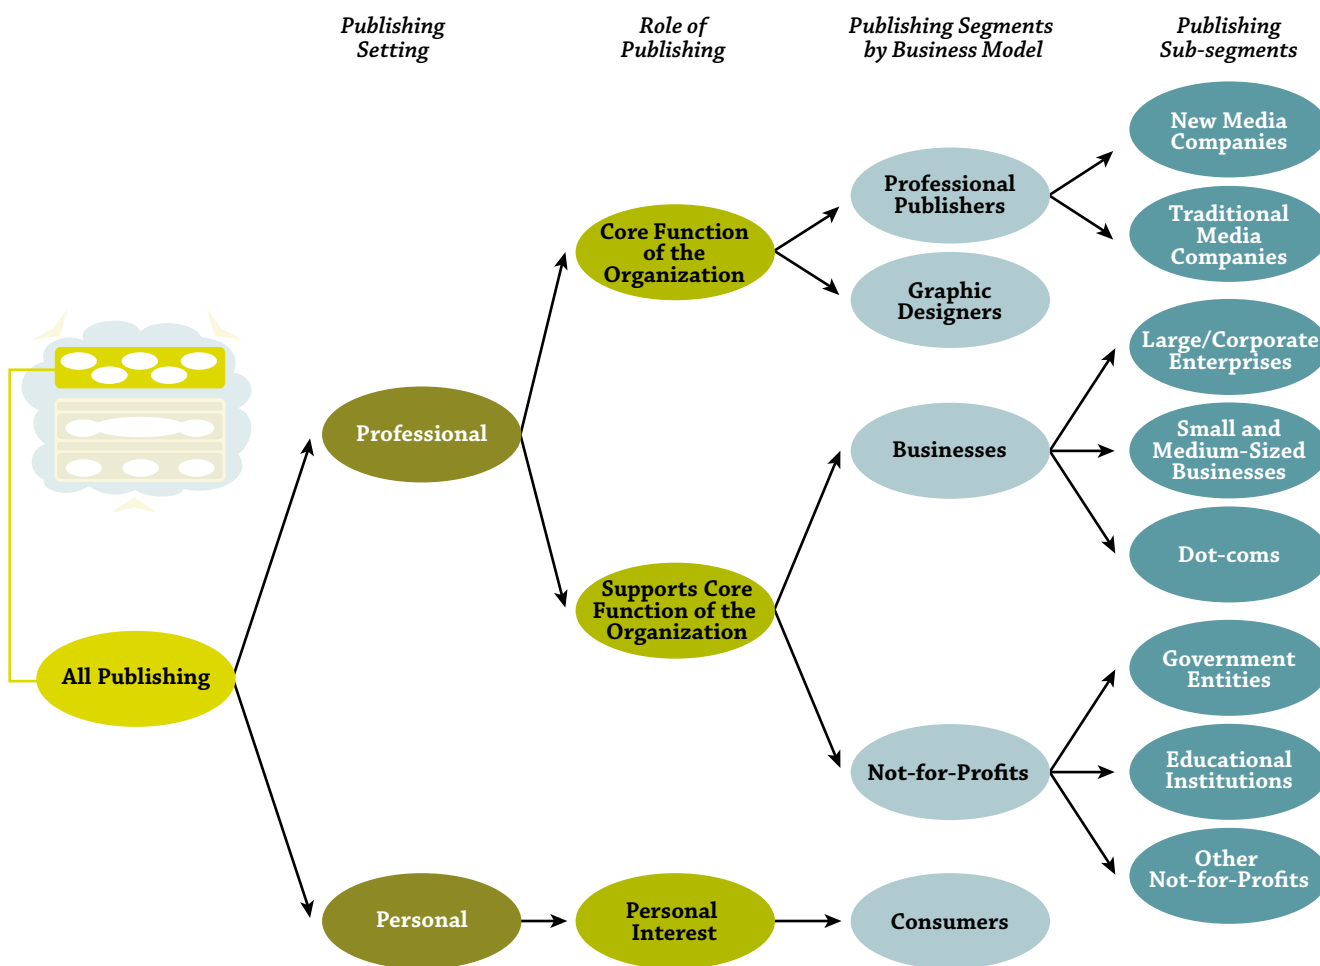 Publishing
Setting
Role of
Publishing
Publishing Segments
by Business Model
Publishing
Sub-segments
All Publishing
Professional
Personal
Core Function
of the
Organization
Supports Core
Function of the
Organization
Personal
Interest
Professional
Publishers
Graphic
Designers
Businesses
Not-for-Profits
Consumers
New Media
Companies
Traditional
Media
Companies
Large/Corporate
Enterprises
Small and
Medium-Sized
Businesses
Dot-coms
Government
Entities
Educational
Institutions
Other
Not-for-Profits